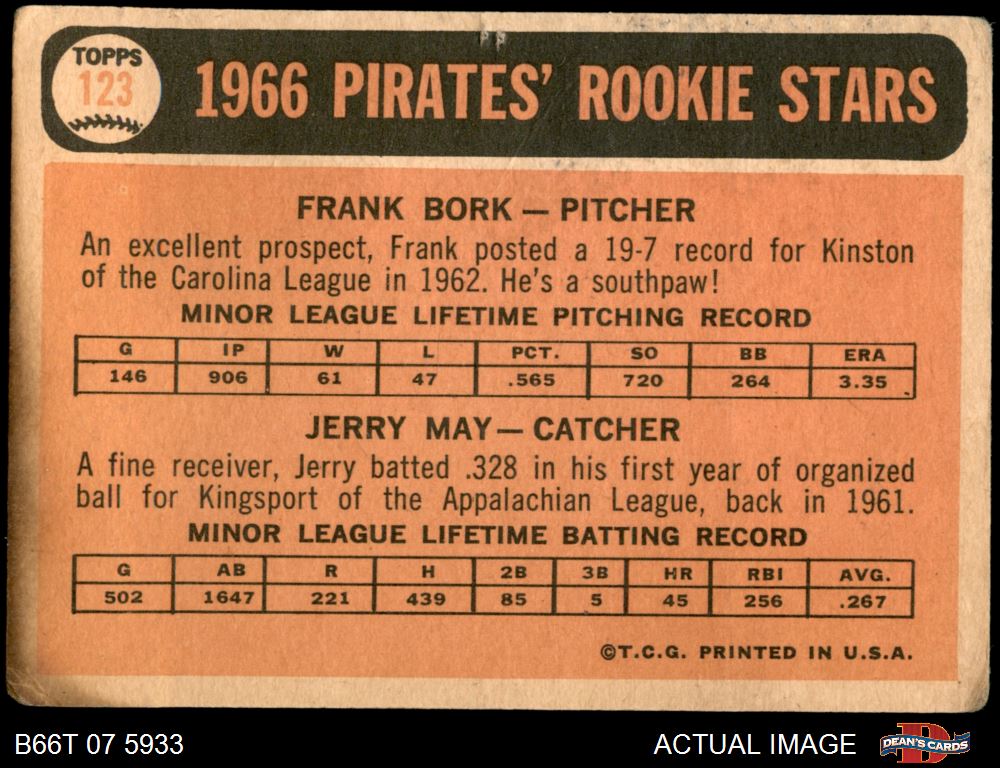 TOPPS
123
1966 PIRATES' ROOKIE STARS
FRANK BORK — PITCHER
An excellent prospect, Frank posted a 19-7 record for Kinston
of the Carolina League in 1962. He's a southpaw!
MINOR LEAGUE LIFETIME PITCHING RECORD
G IP W L PCT. SO BB ERA
146 906 61 47 .565 720 264 3.35
JERRY MAY — CATCHER
A fine receiver, Jerry batted .328 in his first year of organized
ball for Kingsport of the Appalachian League, back in 1961.
MINOR LEAGUE LIFETIME BATTING RECORD
G AB R H 2B 3B HR RBI AVG.
502 1647 221 439 85 5 45 256 .267
©T.C.G. PRINTED IN U.S.A.
B66T 07 5933 ACTUAL IMAGE DEAN'S CARDS